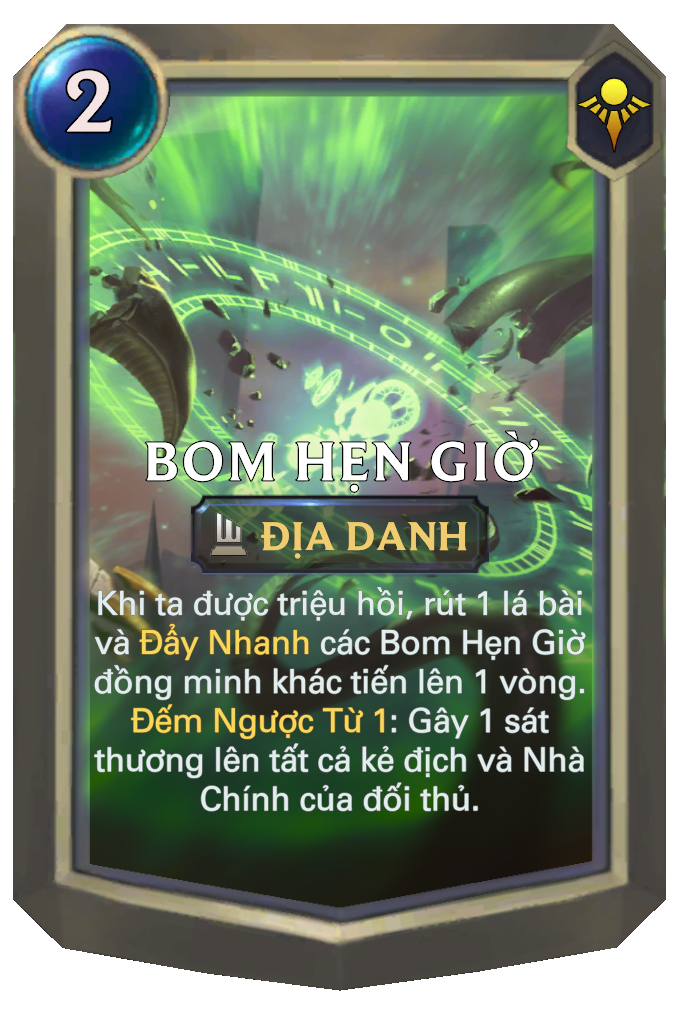 2
BOM HẸN GIỜ
ĐỊA DANH
Khi ta được triệu hồi, rút 1 lá bài
và Đẩy Nhanh các Bom Hẹn Giờ
đồng minh khác tiến lên 1 vòng.
Đếm Ngược Từ 1: Gây 1 sát
thương lên tất cả kẻ địch và Nhà
Chính của đối thủ.